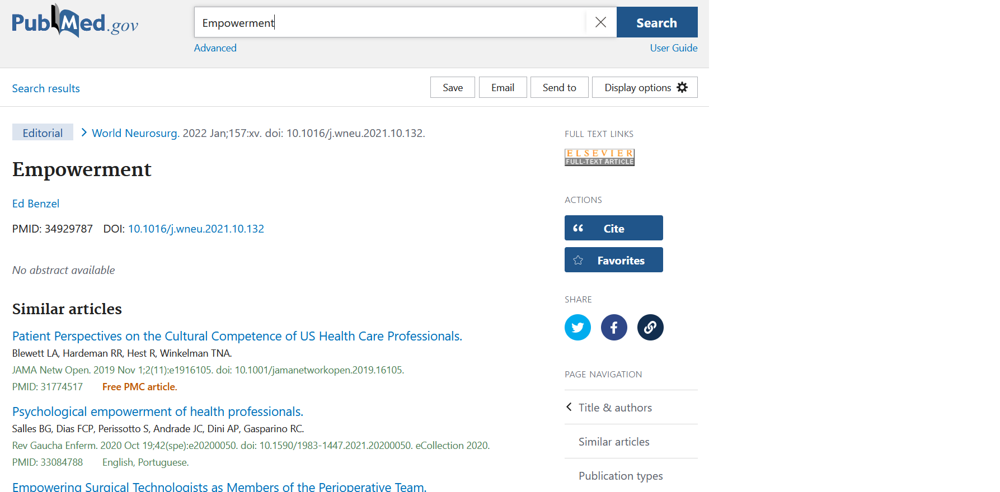 PubMed.gov
Empowerment
Search
Advanced
User Guide
Search results
Save
Email
Send to
Display options
Editorial
World Neurosurg. 2022 Jan;157:xv. doi: 10.1016/j.wneu.2021.10.132.
Empowerment
Ed Benzel
PMID: 34929787 DOI: 10.1016/j.wneu.2021.10.132
No abstract available
Similar articles
Patient Perspectives on the Cultural Competence of US Health Care Professionals.
Blewett LA, Hardeman RR, Hest R, Winkelman TNA.
JAMA Netw Open. 2019 Nov 1;2(11):e1916105. doi: 10.1001/jamanetworkopen.2019.16105.
PMID: 31774517 Free PMC article.
Psychological empowerment of health professionals.
Salles BG, Dias FCP, Perissotto S, Andrade JC, Dini AP, Gasparino RC.
Rev Gaucha Enferm. 2020 Oct 19;42(spe):e20200050. doi: 10.1590/1983-1447.2021.20200050. eCollection 2020.
PMID: 33084788 English, Portuguese.
Empowering Surgical Technologists as Members of the Perioperative Team.
FULL TEXT LINKS
ELSEVIER
FULL-TEXT ARTICLE
ACTIONS
Cite
Favorites
SHARE
PAGE NAVIGATION
Title & authors
Similar articles
Publication types